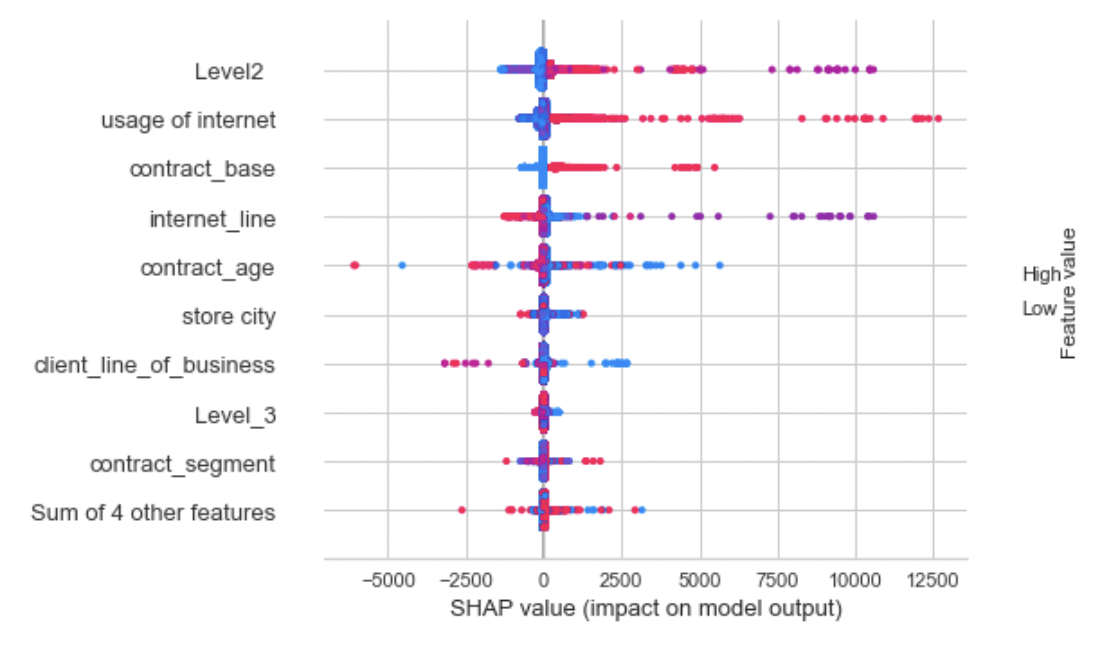 Level2
usage of internet
contract_base
internet_line
contract_age
store city
client_line_of_business
Level_3
contract_segment
Sum of 4 other features
−5000 −2500 0 2500 5000 7500 10000 12500
SHAP value (impact on model output)
High
Low
Feature value